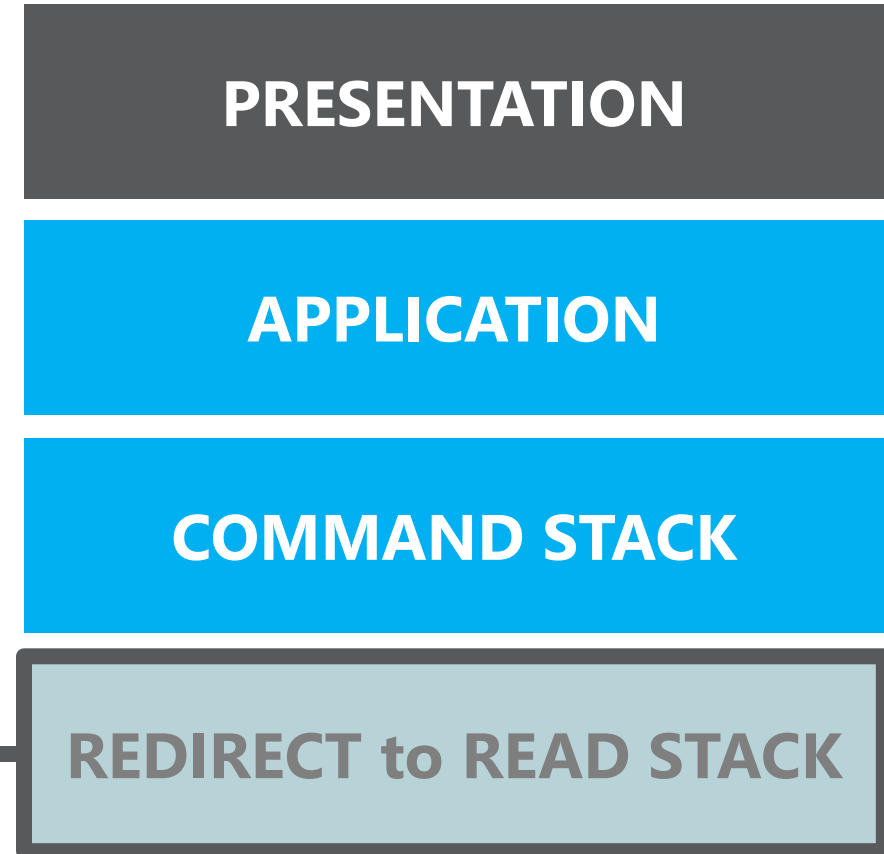 PRESENTATION
APPLICATION
COMMAND STACK
REDIRECT to READ STACK